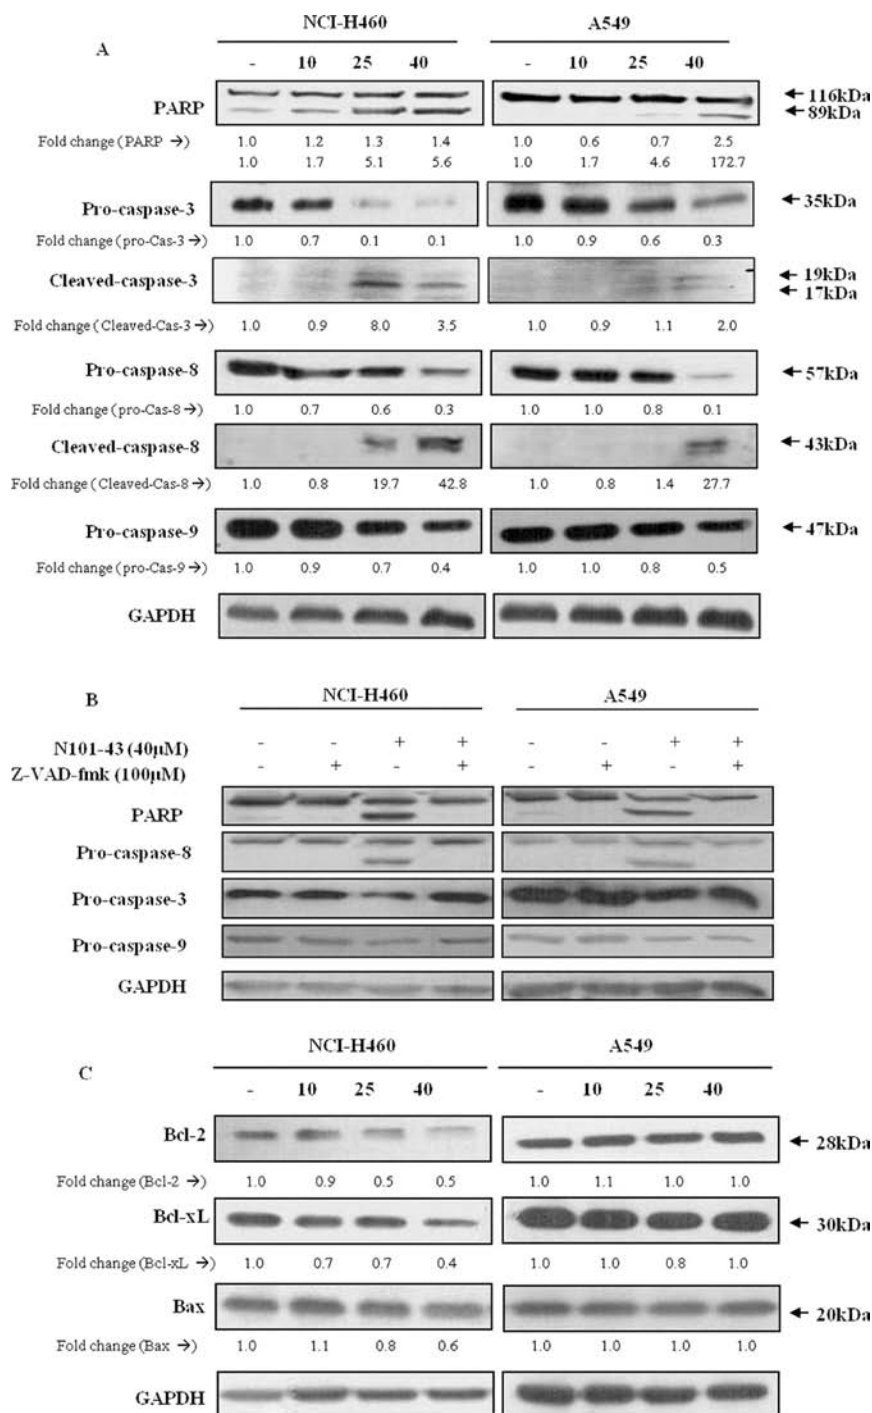 NCI-H460 A549
A
- 10 25 40 - 10 25 40
PARP ← 116kDa
← 89kDa
Fold change (PARP →) 1.0 1.2 1.3 1.4 1.0 0.6 0.7 2.5
1.0 1.7 5.1 5.6 1.0 1.7 4.6 172.7
Pro-caspase-3 ← 35kDa
Fold change (pro-Cas-3 →) 1.0 0.7 0.1 0.1 1.0 0.9 0.6 0.3
Cleaved-caspase-3 ← 19kDa
← 17kDa
Fold change (Cleaved-Cas-3 →) 1.0 0.9 8.0 3.5 1.0 0.9 1.1 2.0
Pro-caspase-8 ← 57kDa
Fold change (pro-Cas-8 →) 1.0 0.7 0.6 0.3 1.0 1.0 0.8 0.1
Cleaved-caspase-8 ← 43kDa
Fold change (Cleaved-Cas-8 →) 1.0 0.8 19.7 42.8 1.0 0.8 1.4 27.7
Pro-caspase-9 ← 47kDa
Fold change (pro-Cas-9 →) 1.0 0.9 0.7 0.4 1.0 1.0 0.8 0.5
GAPDH
B NCI-H460 A549
N101-43 (40μM) - - + + - - + +
Z-VAD-fmk (100μM) - + - + - + - +
PARP
Pro-caspase-8
Pro-caspase-3
Pro-caspase-9
GAPDH
NCI-H460 A549
C
- 10 25 40 - 10 25 40
Bcl-2 ← 28kDa
Fold change (Bcl-2 →) 1.0 0.9 0.5 0.5 1.0 1.1 1.0 1.0
Bcl-xL ← 30kDa
Fold change (Bcl-xL →) 1.0 0.7 0.7 0.4 1.0 1.0 0.8 1.0
Bax ← 20kDa
Fold change (Bax →) 1.0 1.1 0.8 0.6 1.0 1.0 1.0 1.0
GAPDH